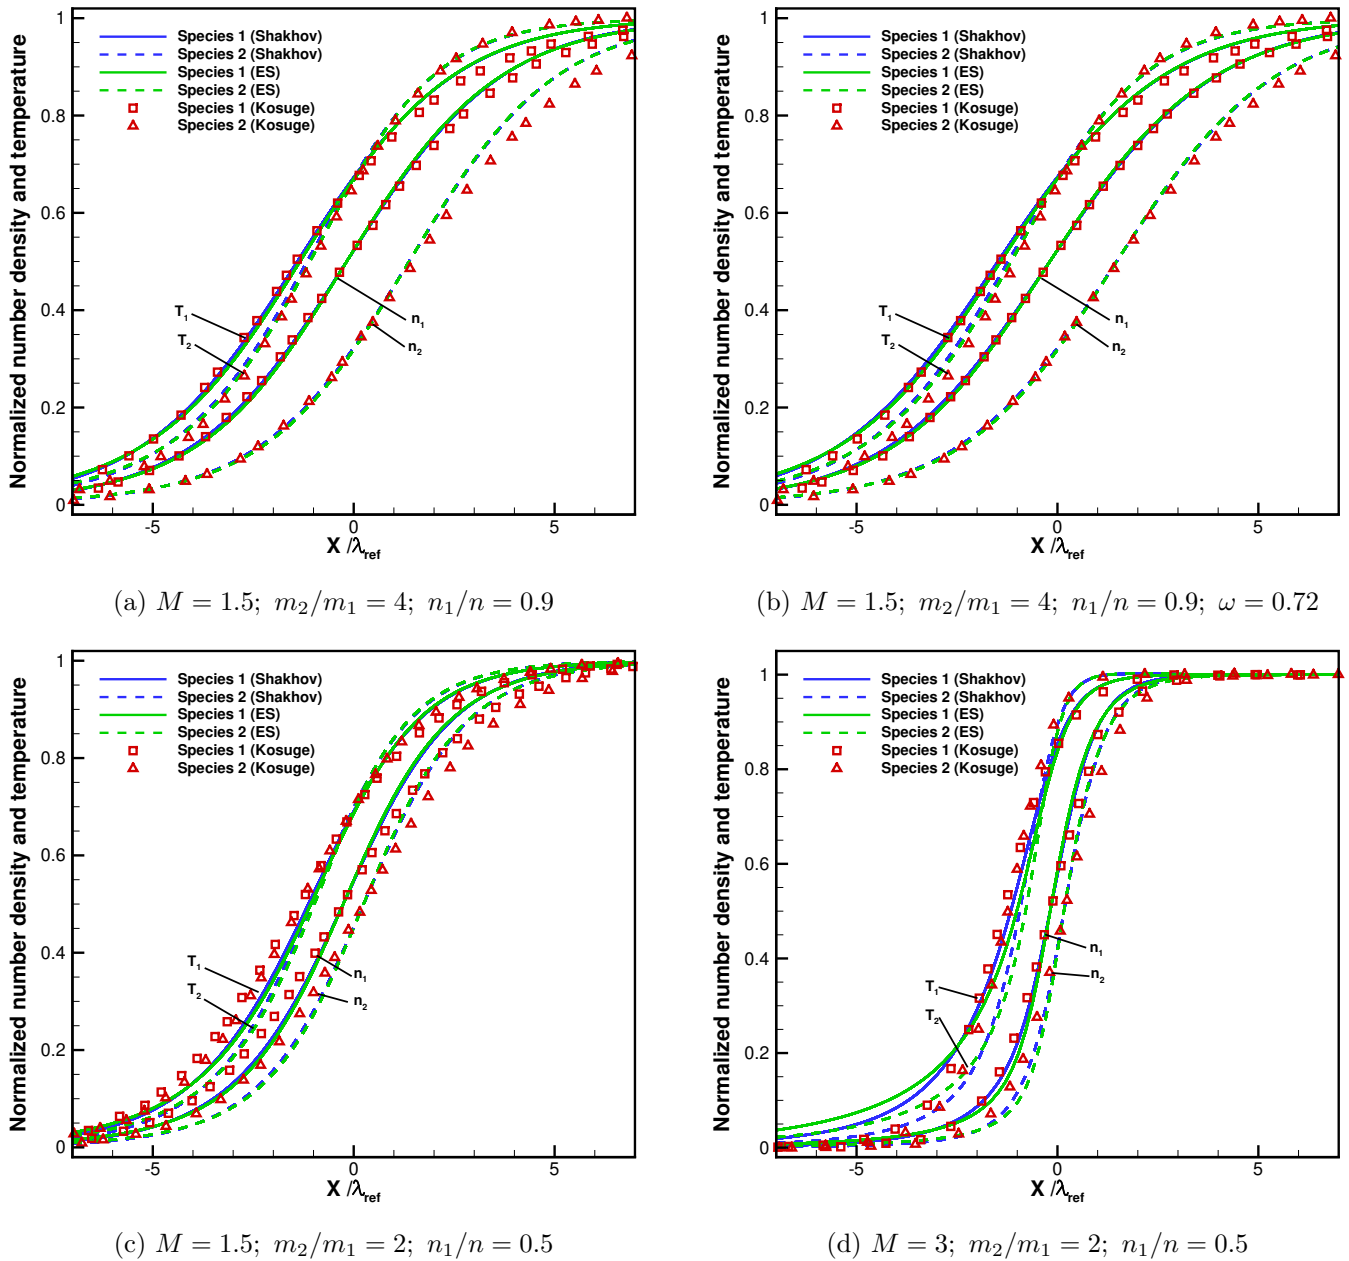 Normalized number density and temperature
1
0.8
0.6
0.4
0.2
0
Species 1 (Shakhov)
Species 2 (Shakhov)
Species 1 (ES)
Species 2 (ES)
Species 1 (Kosuge)
Species 2 (Kosuge)
T1
T2
n1
n2
-5 0 5
X /λref
(a) M = 1.5; m2/m1 = 4; n1/n = 0.9
Normalized number density and temperature
1
0.8
0.6
0.4
0.2
0
Species 1 (Shakhov)
Species 2 (Shakhov)
Species 1 (ES)
Species 2 (ES)
Species 1 (Kosuge)
Species 2 (Kosuge)
T1
T2
n1
n2
-5 0 5
X /λref
(b) M = 1.5; m2/m1 = 4; n1/n = 0.9; ω = 0.72
Normalized number density and temperature
1
0.8
0.6
0.4
0.2
0
Species 1 (Shakhov)
Species 2 (Shakhov)
Species 1 (ES)
Species 2 (ES)
Species 1 (Kosuge)
Species 2 (Kosuge)
T1
T2
n1
n2
-5 0 5
X /λref
(c) M = 1.5; m2/m1 = 2; n1/n = 0.5
Normalized number density and temperature
1
0.8
0.6
0.4
0.2
0
Species 1 (Shakhov)
Species 2 (Shakhov)
Species 1 (ES)
Species 2 (ES)
Species 1 (Kosuge)
Species 2 (Kosuge)
n1
n2
T1
T2
-5 0 5
X /λref
(d) M = 3; m2/m1 = 2; n1/n = 0.5